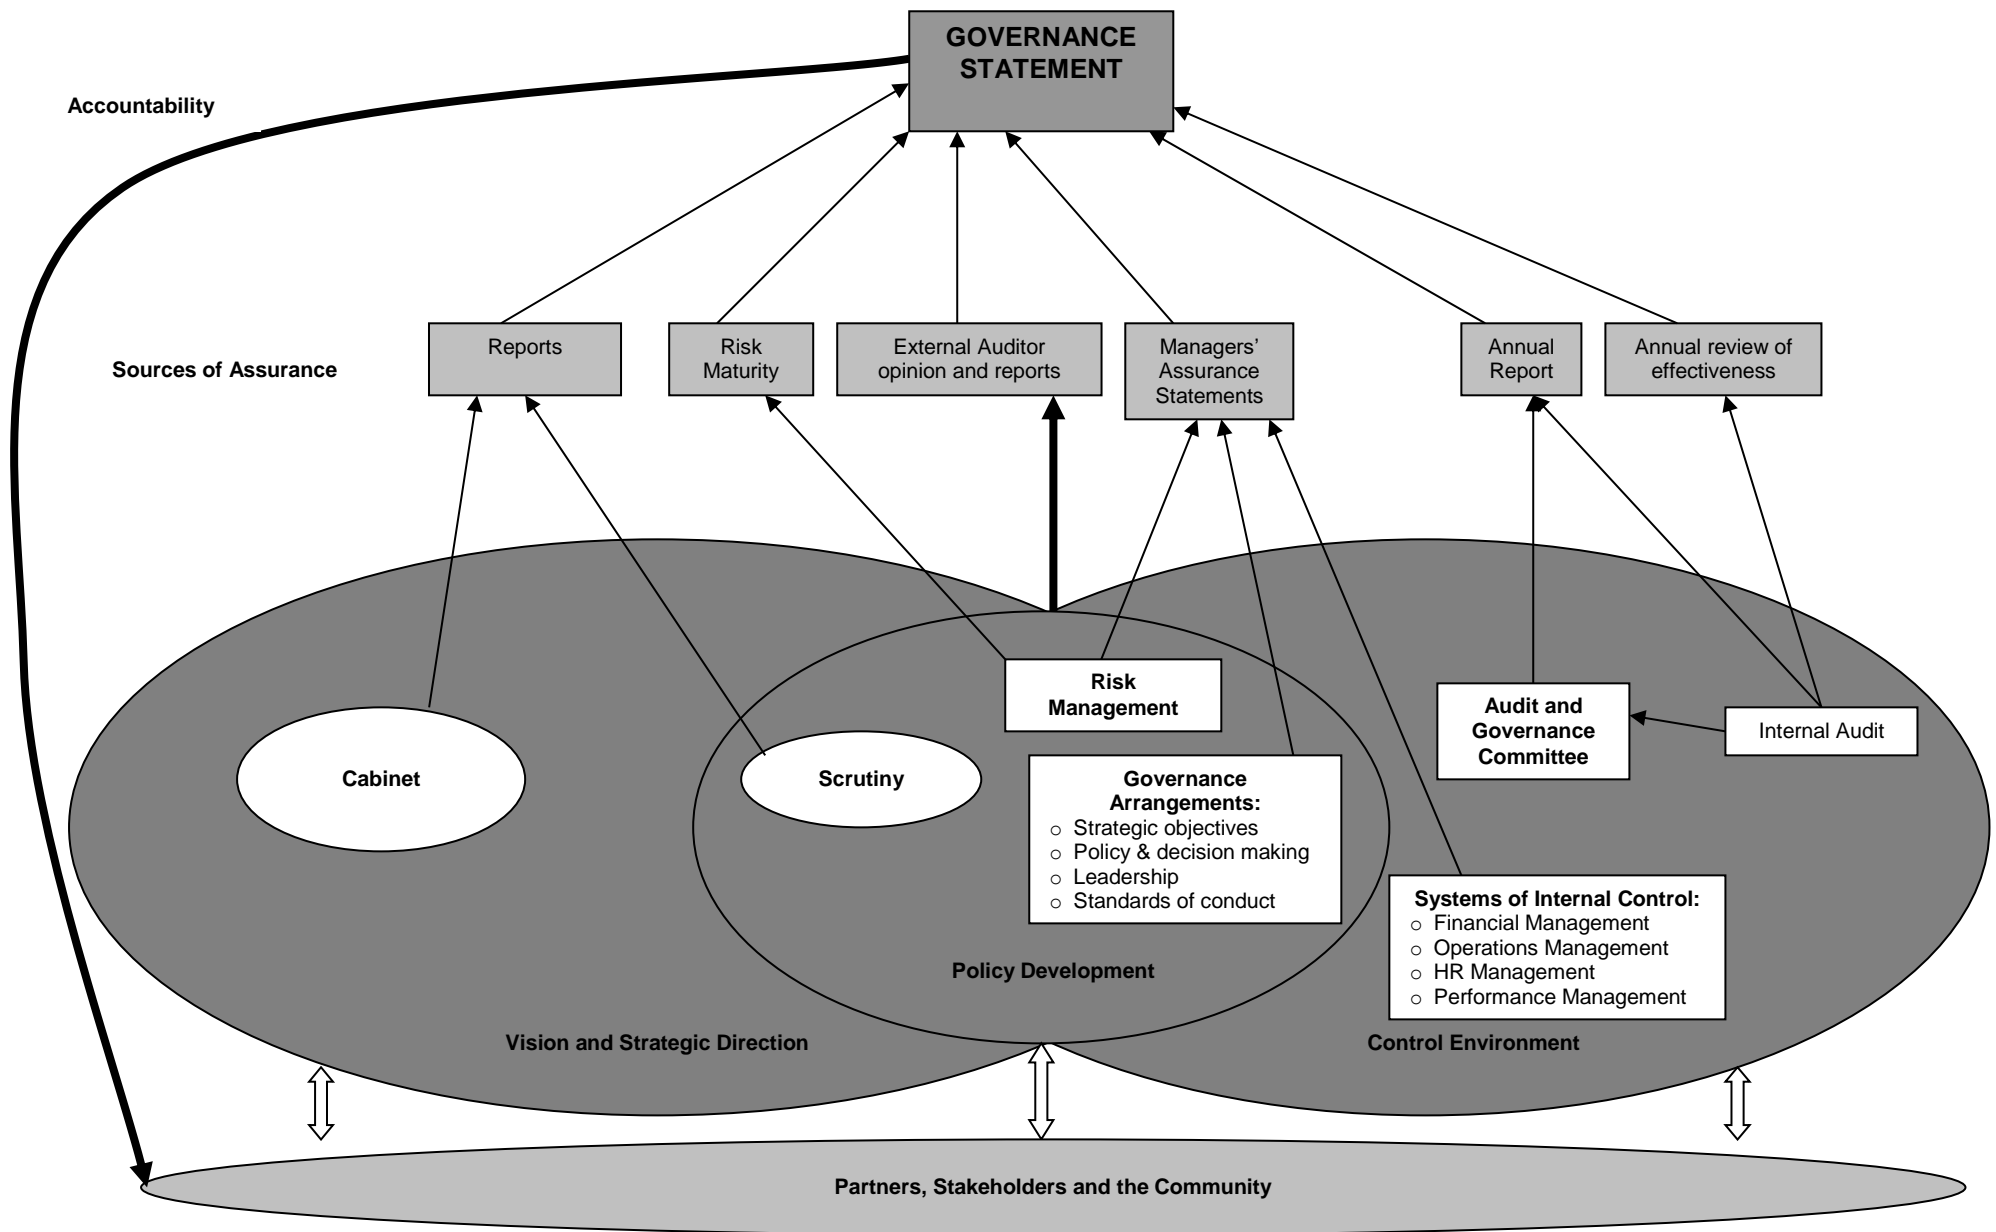 GOVERNANCE
STATEMENT
Accountability
Sources of Assurance
Reports
Risk
Maturity
External Auditor
opinion and reports
Managers’
Assurance
Statements
Annual
Report
Annual review of
effectiveness
Risk
Management
Audit and
Governance
Committee
Internal Audit
Cabinet
Scrutiny
Governance
Arrangements:
o Strategic objectives
o Policy & decision making
o Leadership
o Standards of conduct
Systems of Internal Control:
o Financial Management
o Operations Management
o HR Management
o Performance Management
Policy Development
Vision and Strategic Direction
Control Environment
Partners, Stakeholders and the Community